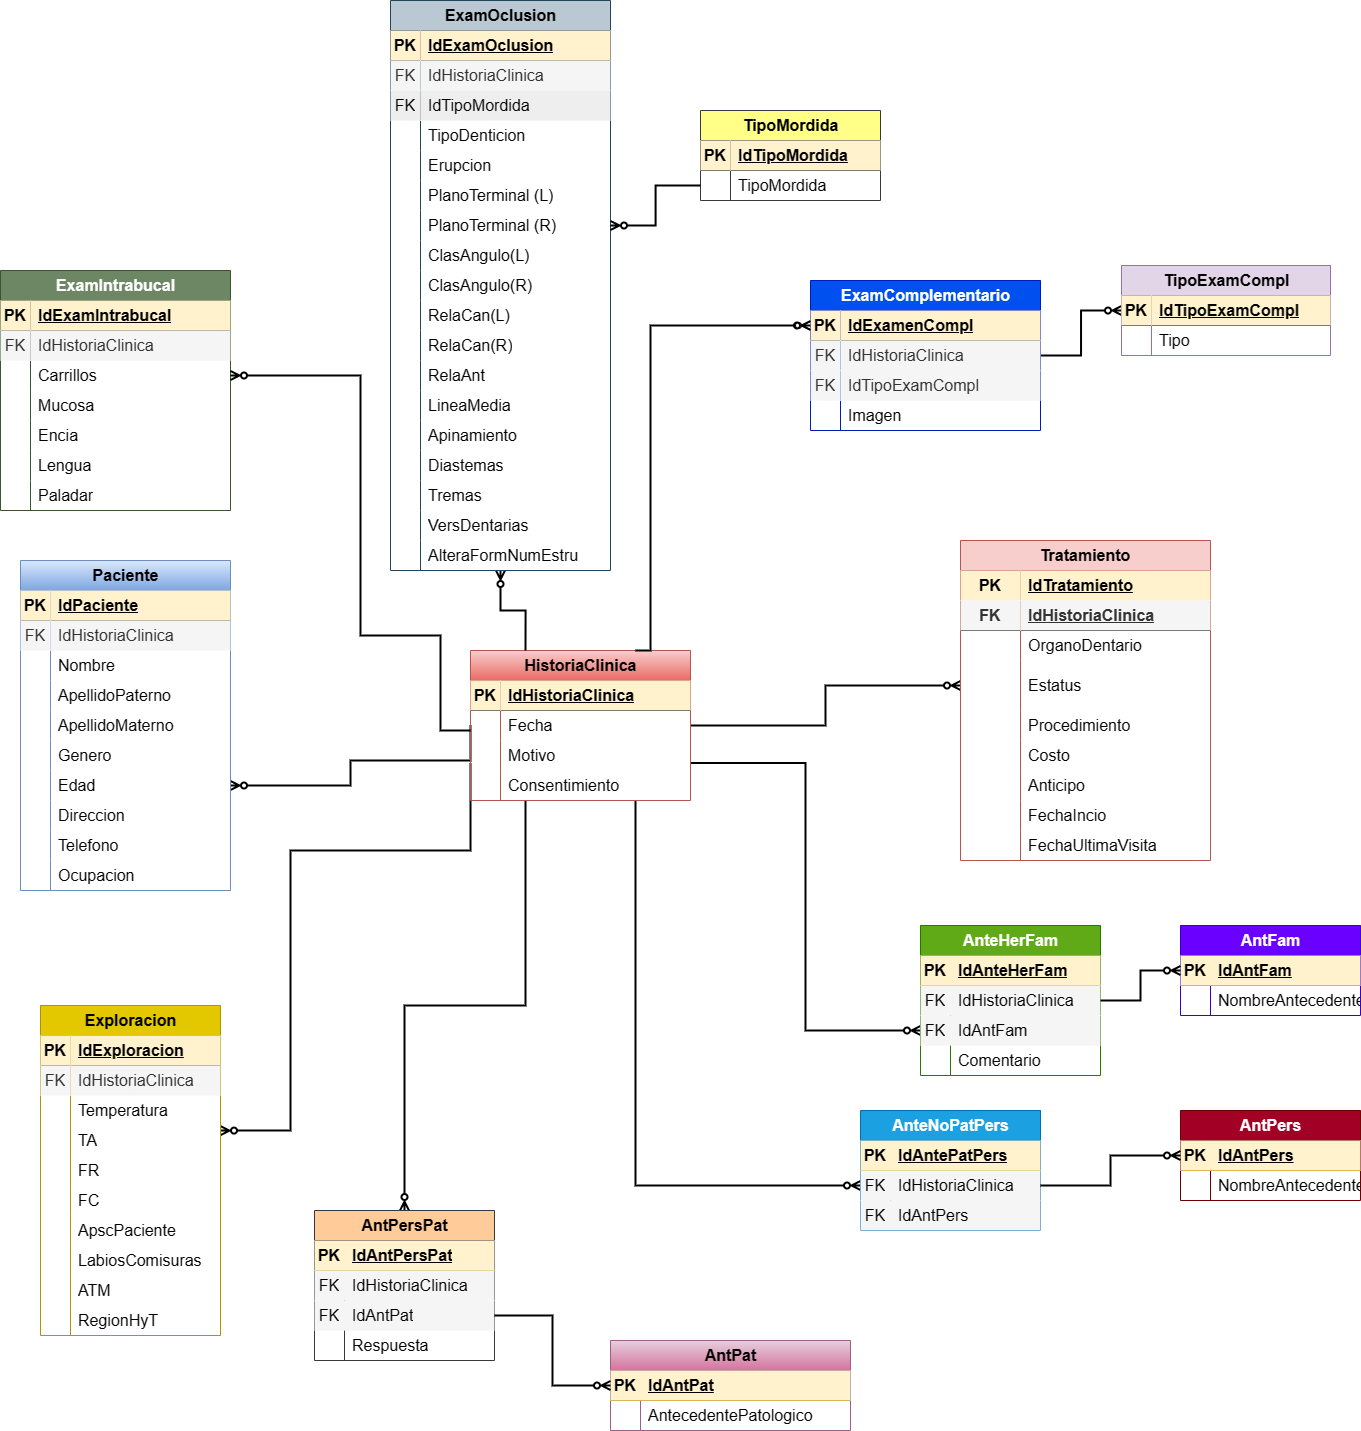 ExamOclusion
PK IdExamOclusion
FK IdHistoriaClinica
FK IdTipoMordida
TipoDenticion
Erupcion
PlanoTerminal (L)
PlanoTerminal (R)
ClasAngulo(L)
ClasAngulo(R)
RelaCan(L)
RelaCan(R)
RelaAnt
LineaMedia
Apinamiento
Diastemas
Tremas
VersDentarias
AlteraFormNumEstru
TipoMordida
PK IdTipoMordida
TipoMordida
ExamIntrabucal
PK IdExamIntrabucal
FK IdHistoriaClinica
Carrillos
Mucosa
Encia
Lengua
Paladar
ExamComplementario
PK IdExamenCompl
FK IdHistoriaClinica
FK IdTipoExamCompl
Imagen
TipoExamCompl
PK IdTipoExamCompl
Tipo
Paciente
PK IdPaciente
FK IdHistoriaClinica
Nombre
ApellidoPaterno
ApellidoMaterno
Genero
Edad
Direccion
Telefono
Ocupacion
HistoriaClinica
PK IdHistoriaClinica
Fecha
Motivo
Consentimiento
Tratamiento
PK IdTratamiento
FK IdHistoriaClinica
OrganoDentario
Estatus
Procedimiento
Costo
Anticipo
FechaIncio
FechaUltimaVisita
AnteHerFam
PK IdAnteHerFam
FK IdHistoriaClinica
FK IdAntFam
Comentario
AntFam
PK IdAntFam
NombreAntecedente
Exploracion
PK IdExploracion
FK IdHistoriaClinica
Temperatura
TA
FR
FC
ApscPaciente
LabiosComisuras
ATM
RegionHyT
AnteNoPatPers
PK IdAntePatPers
FK IdHistoriaClinica
FK IdAntPers
AntPers
PK IdAntPers
NombreAntecedente
AntPersPat
PK IdAntPersPat
FK IdHistoriaClinica
FK IdAntPat
Respuesta
AntPat
PK IdAntPat
AntecedentePatologico